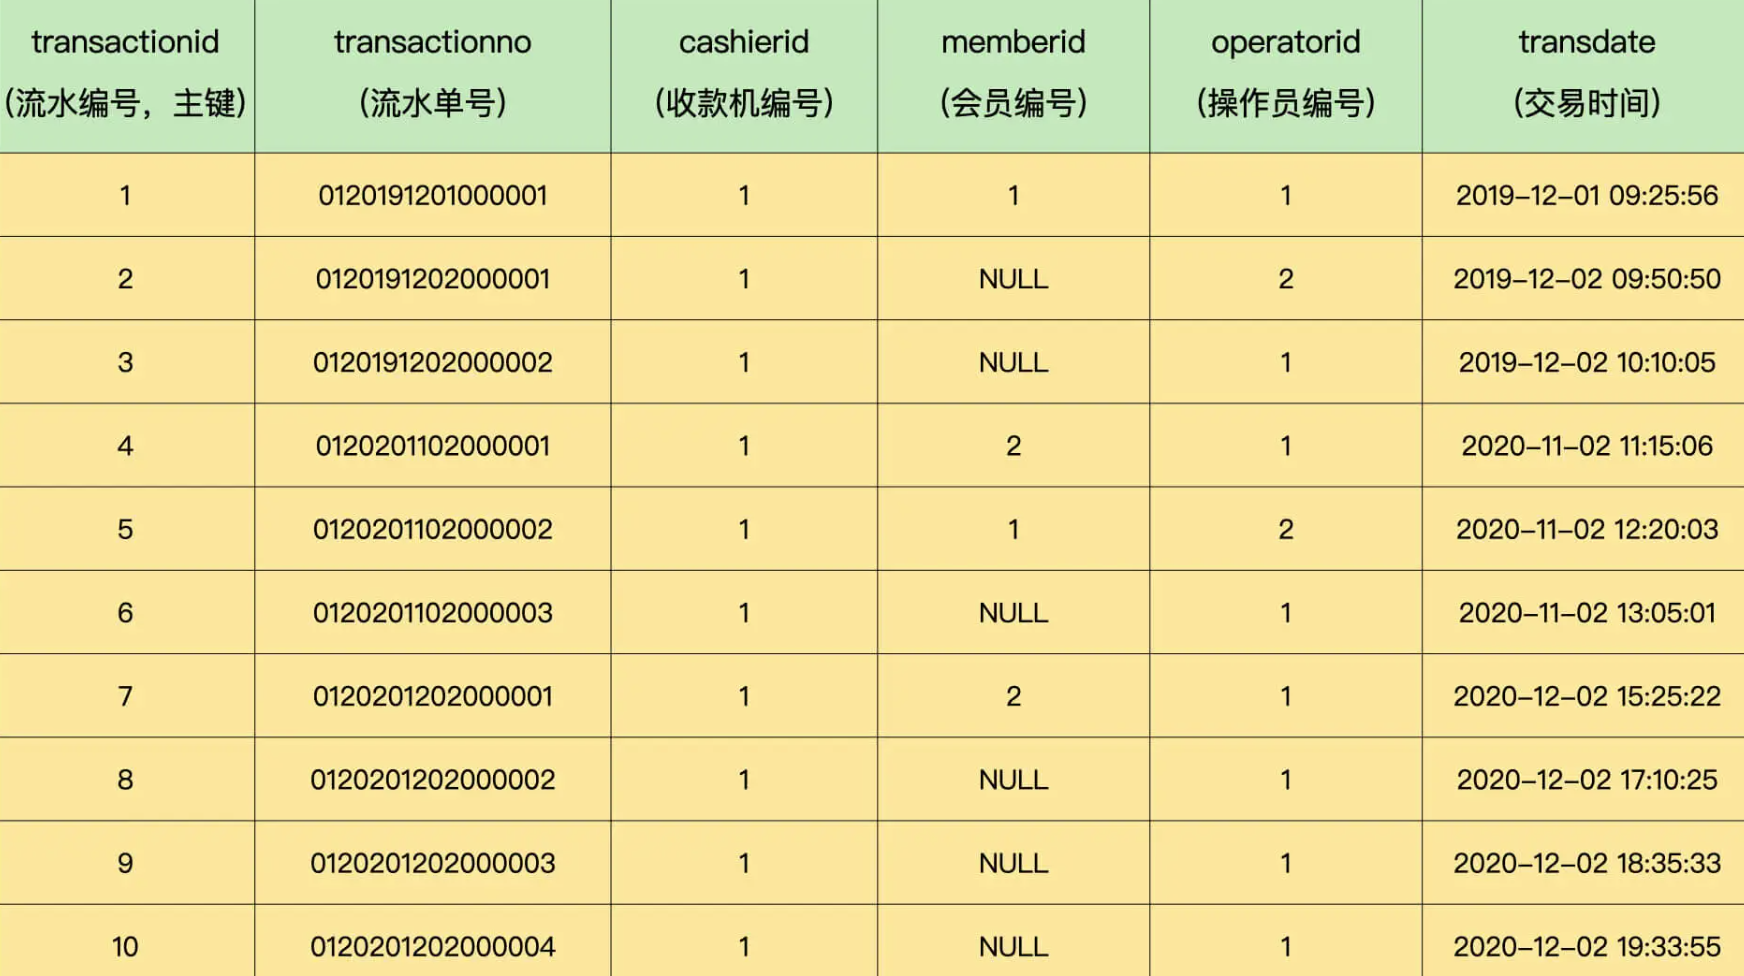 transactionid transactionno cashierid memberid operatorid transdate
(流水编号，主键) (流水单号) (收款机编号) (会员编号) (操作员编号) (交易时间)
1 0120191201000001 1 1 1 2019-12-01 09:25:56
2 0120191202000001 1 NULL 2 2019-12-02 09:50:50
3 0120191202000002 1 NULL 1 2019-12-02 10:10:05
4 0120201102000001 1 2 1 2020-11-02 11:15:06
5 0120201102000002 1 1 2 2020-11-02 12:20:03
6 0120201102000003 1 NULL 1 2020-11-02 13:05:01
7 0120201202000001 1 2 1 2020-12-02 15:25:22
8 0120201202000002 1 NULL 1 2020-12-02 17:10:25
9 0120201202000003 1 NULL 1 2020-12-02 18:35:33
10 0120201202000004 1 NULL 1 2020-12-02 19:33:55